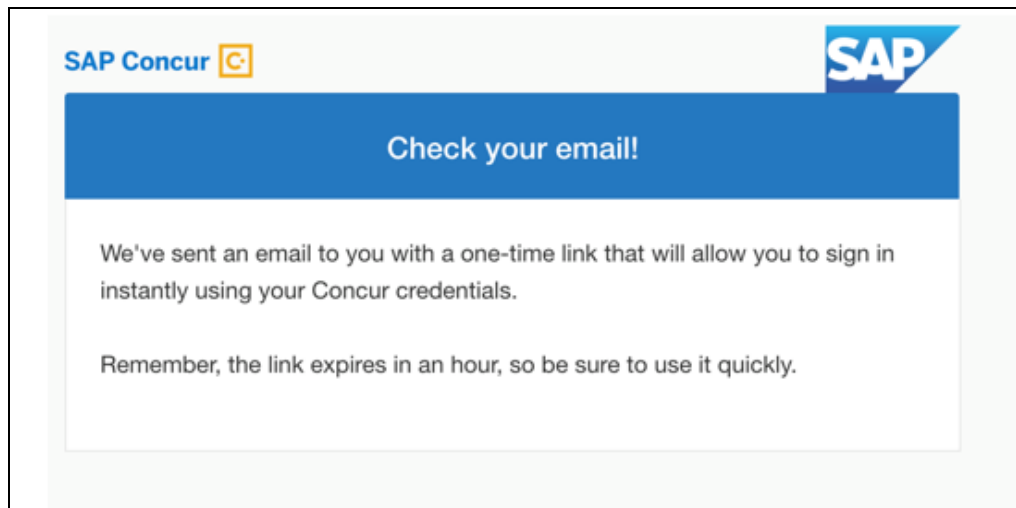 SAP Concur C
SAP
Check your email!
We've sent an email to you with a one-time link that will allow you to sign in
instantly using your Concur credentials.
Remember, the link expires in an hour, so be sure to use it quickly.